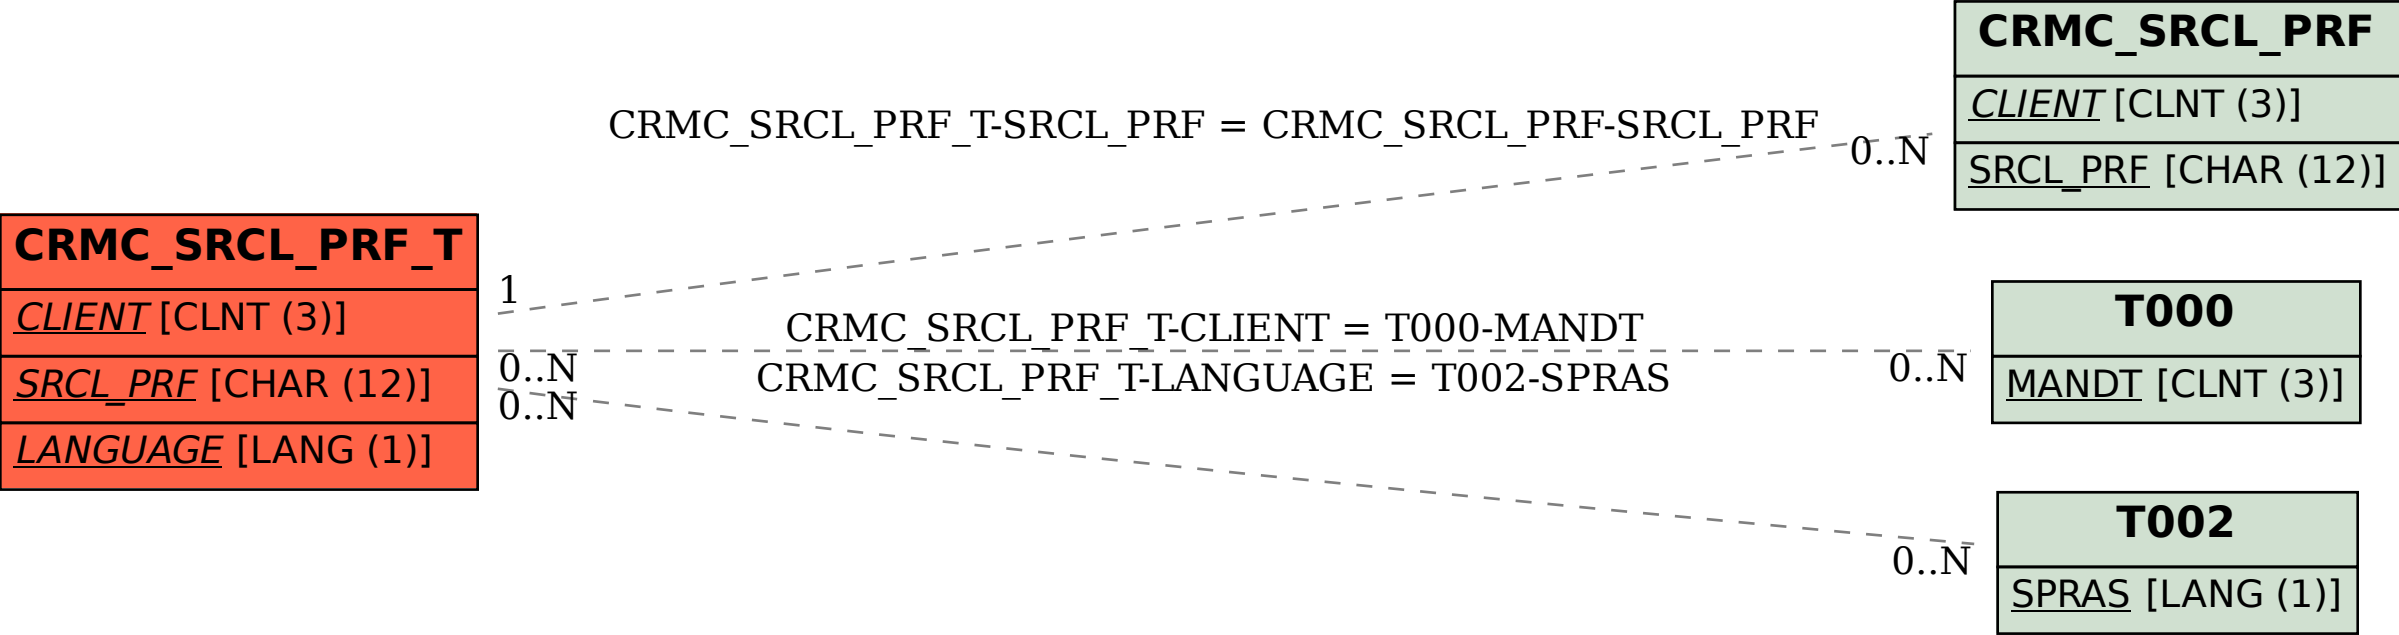 CRMC_SRCL_PRF
CLIENT [CLNT (3)]
SRCL_PRF [CHAR (12)]
CRMC_SRCL_PRF_T-SRCL_PRF = CRMC_SRCL_PRF-SRCL_PRF
0..N
CRMC_SRCL_PRF_T
CLIENT [CLNT (3)]
SRCL_PRF [CHAR (12)]
LANGUAGE [LANG (1)]
1
0..N
0..N
CRMC_SRCL_PRF_T-CLIENT = T000-MANDT
CRMC_SRCL_PRF_T-LANGUAGE = T002-SPRAS
0..N
T000
MANDT [CLNT (3)]
0..N
T002
SPRAS [LANG (1)]